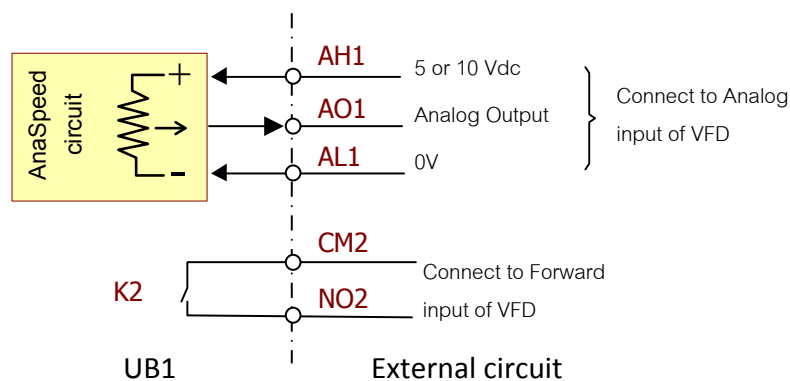 AnaSpeed
circuit
+
-
AH1
5 or 10 Vdc
AO1
Analog Output
AL1
0V
Connect to Analog
input of VFD
K2
CM2
NO2
Connect to Forward
input of VFD
UB1
External circuit